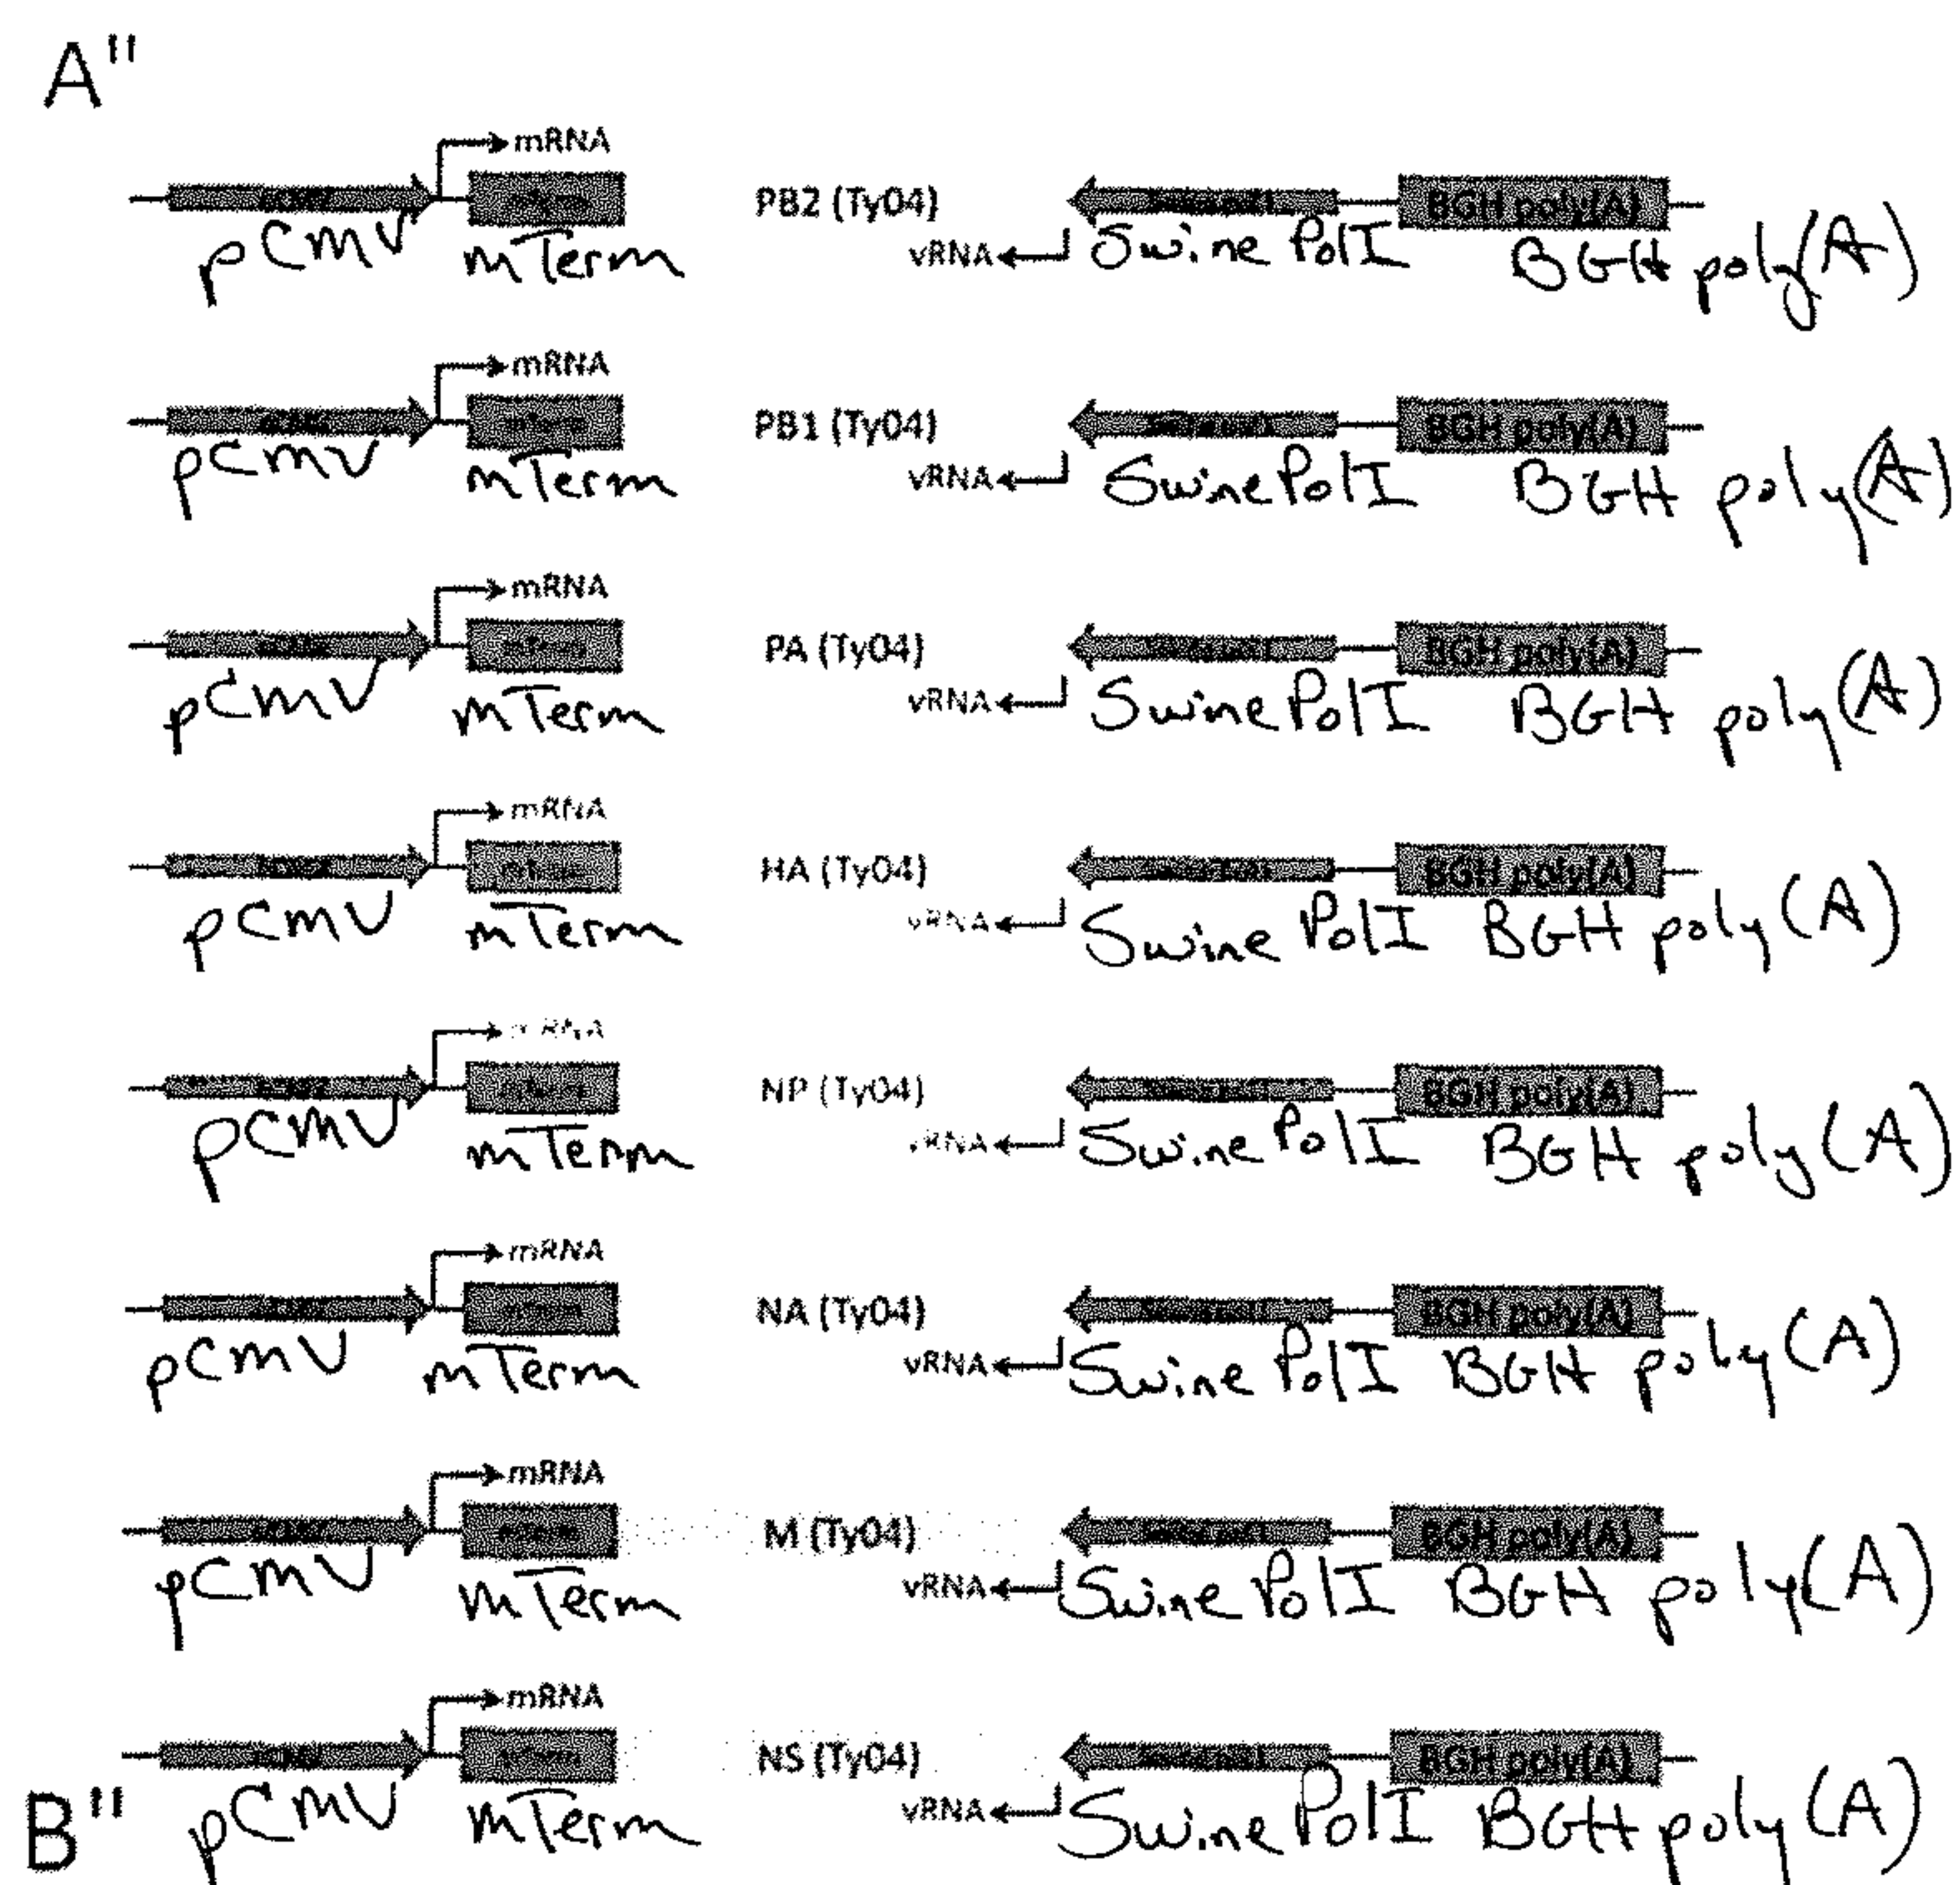 A"
mRNA
PB2 (Ty04) BGH poly(A)
vRNA
pCmV mTerm Swine PolI BGH poly(A)
mRNA
PB1 (Ty04) BGH poly(A)
vRNA
pCmV mTerm Swine PolI BGH poly(A)
mRNA
PA (Ty04) BGH poly(A)
vRNA
pCmV mTerm Swine PolI BGH poly(A)
mRNA
HA (Ty04) BGH poly(A)
vRNA
pCmV mTerm Swine PolI BGH poly(A)
mRNA
NP (Ty04) BGH poly(A)
vRNA
pCmV mTerm Swine PolI BGH poly(A)
mRNA
NA (Ty04) BGH poly(A)
vRNA
pCmV mTerm Swine PolI BGH poly(A)
mRNA
M (Ty04) BGH poly(A)
vRNA
pCmV mTerm Swine PolI BGH poly(A)
mRNA
NS (Ty04) BGH poly(A)
vRNA
B" pCmV mTerm Swine PolI BGH poly(A)